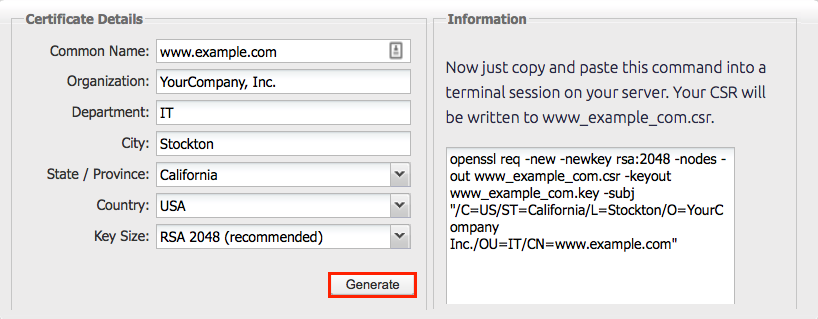 Certificate Details
Common Name: www.example.com
Organization: YourCompany, Inc.
Department: IT
City: Stockton
State / Province: California
Country: USA
Key Size: RSA 2048 (recommended)
Generate
Information
Now just copy and paste this command into a
terminal session on your server. Your CSR will
be written to www_example_com.csr.
openssl req -new -newkey rsa:2048 -nodes -
out www_example_com.csr -keyout
www_example_com.key -subj
"/C=US/ST=California/L=Stockton/O=YourC
ompany
Inc./OU=IT/CN=www.example.com"